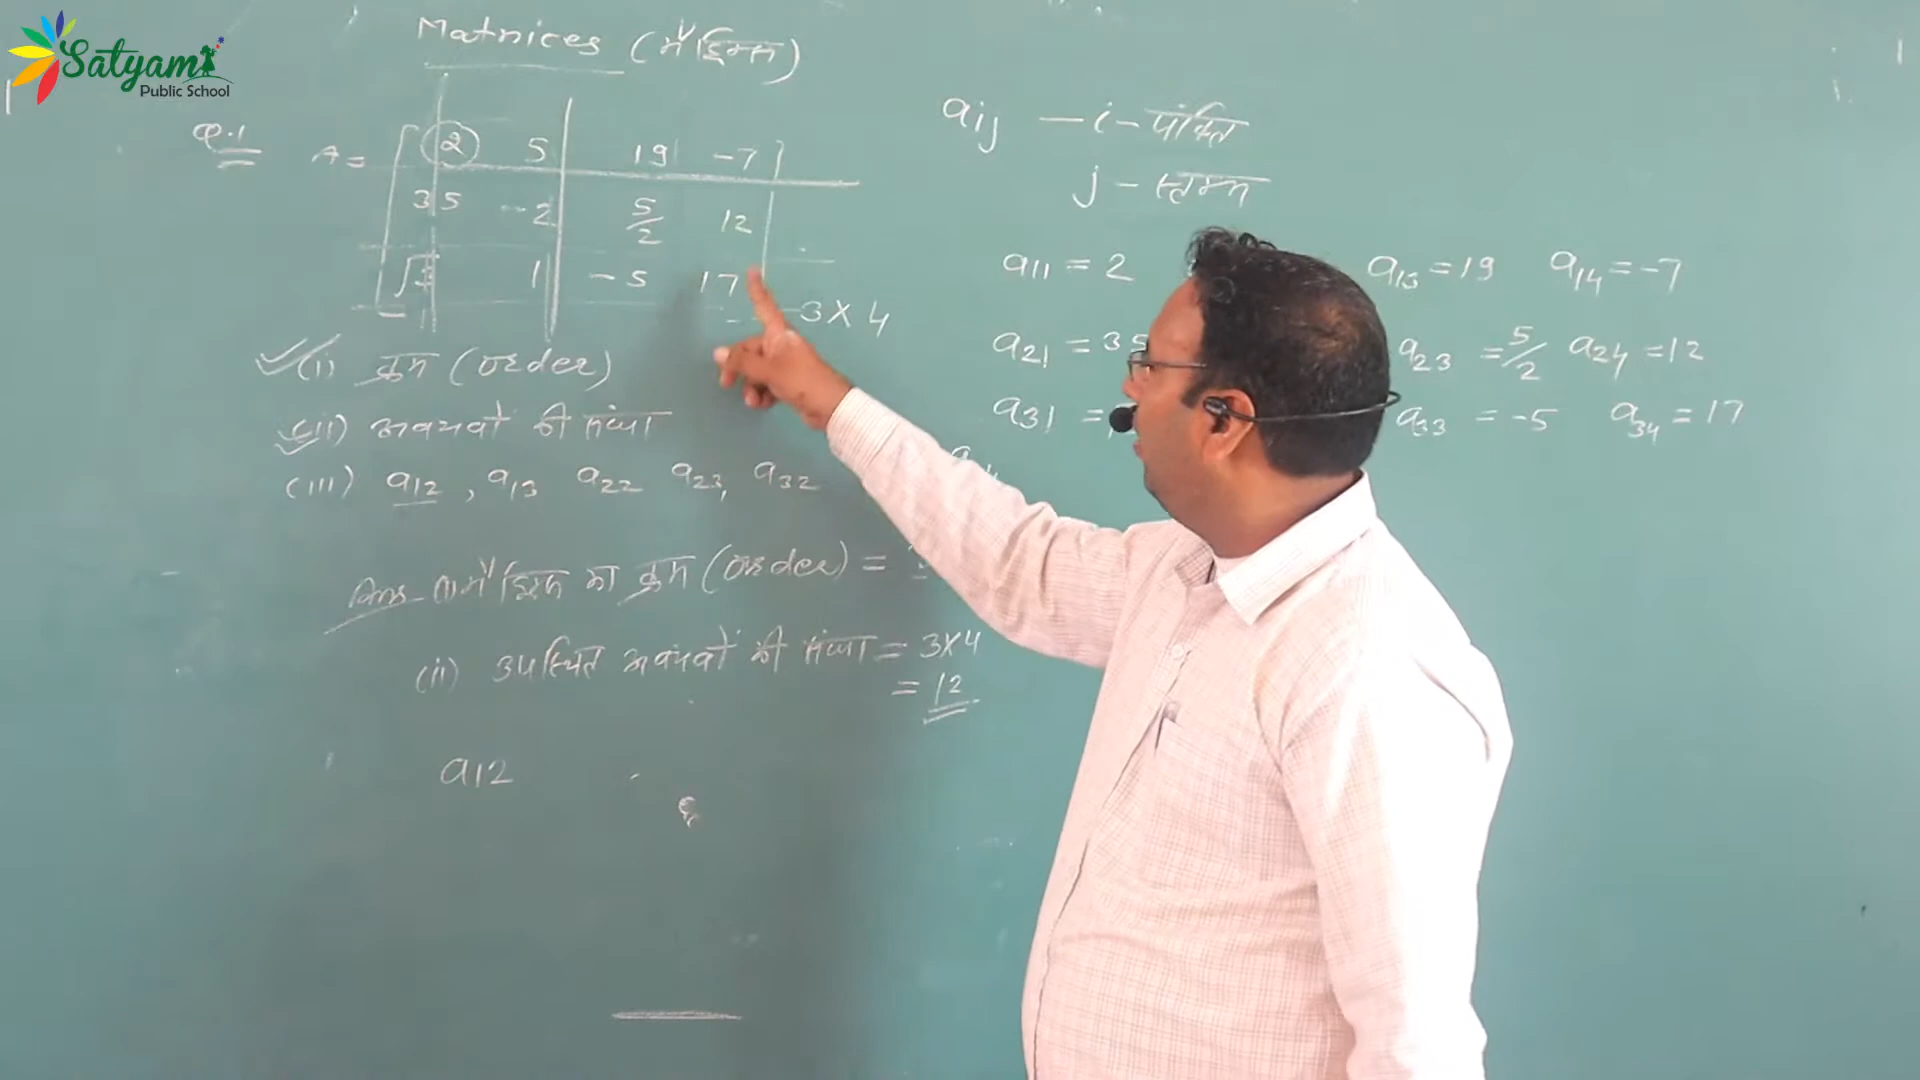 Satyam
Public School
Matrices (मैट्रिक्स)
Q.1 A = 2 5 19 -7
35 -2 5/2 12
√3 1 -5 17
3×4
(i) क्रम (order)
(ii) अवयवों की संख्या
(iii) a12, a13 a22 a23, a32
Ans- (i) मैट्रिक्स का क्रम (order) =
(ii) उपस्थित अवयवों की संख्या = 3×4
= 12
a12
aij - i - पंक्ति
j - स्तम्भ
a11 = 2 a13 = 19 a14 = -7
a21 = 35 a23 = 5/2 a24 = 12
a31 = a33 = -5 a34 = 17